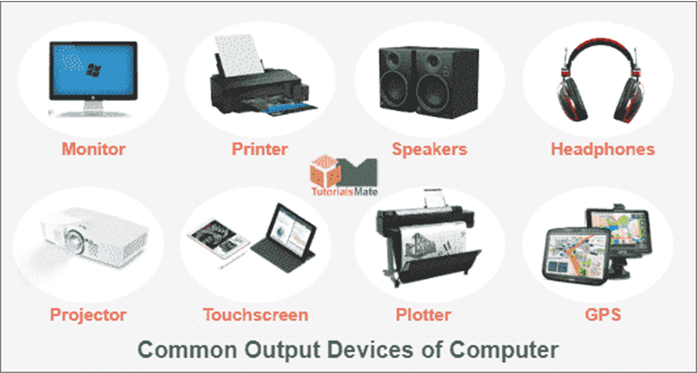 Monitor
Printer
Speakers
Headphones
TutorialsMate
Projector
Touchscreen
Plotter
GPS
Common Output Devices of Computer